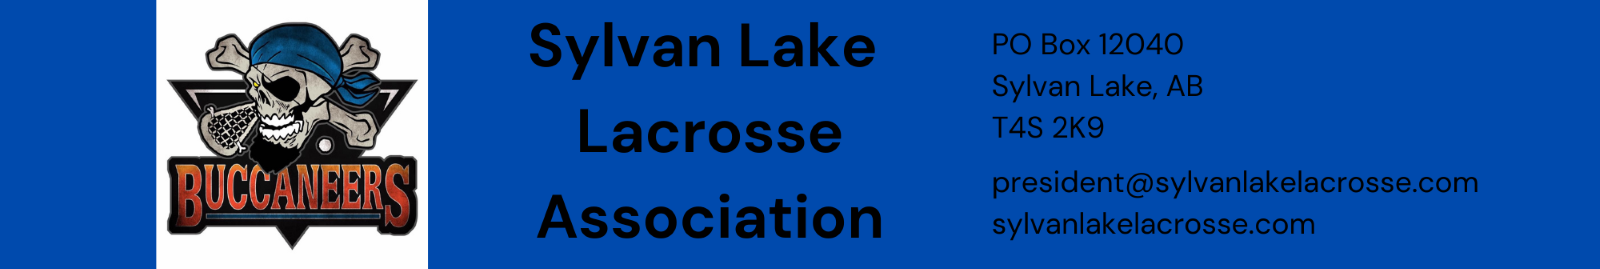 BUCCANEERS
Sylvan Lake
Lacrosse
Association
PO Box 12040
Sylvan Lake, AB
T4S 2K9
president@sylvanlakelacrosse.com
sylvanlakelacrosse.com